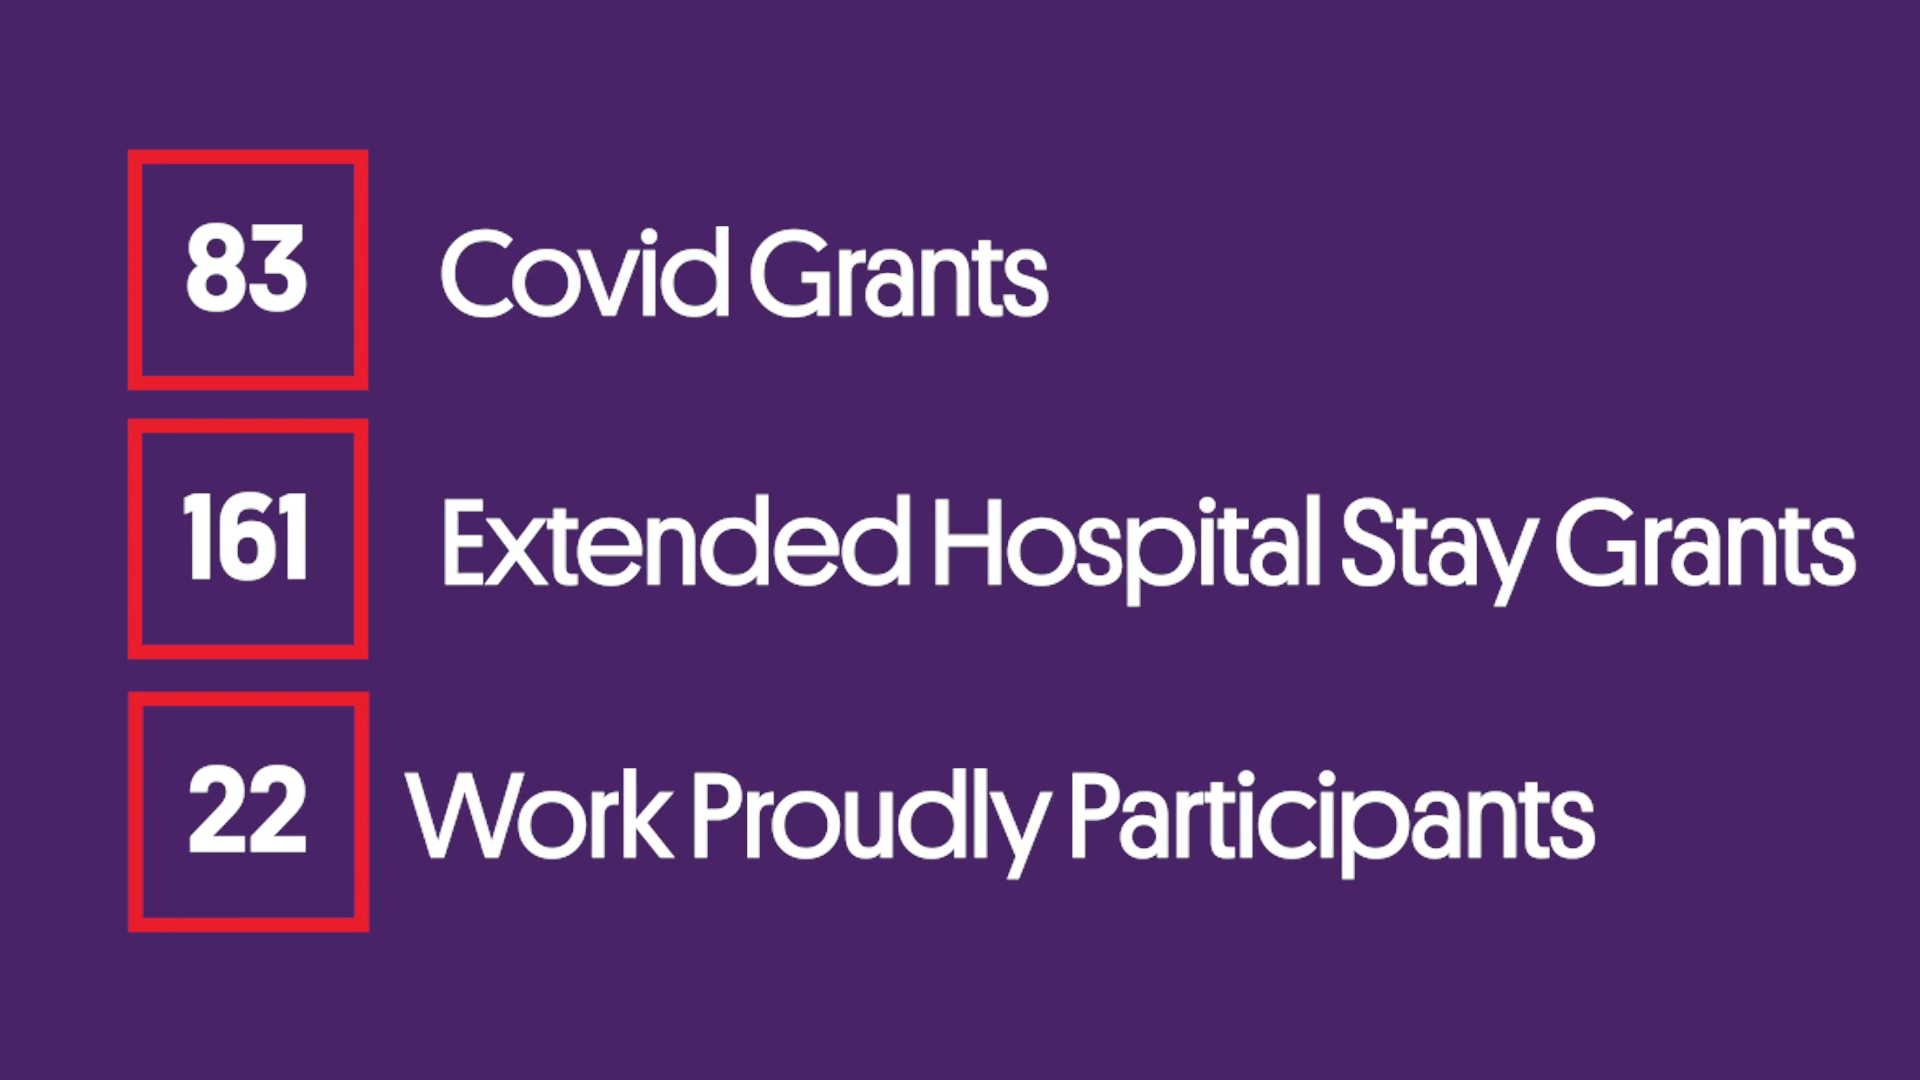 83 Covid Grants
161 Extended Hospital Stay Grants
22 Work Proudly Participants